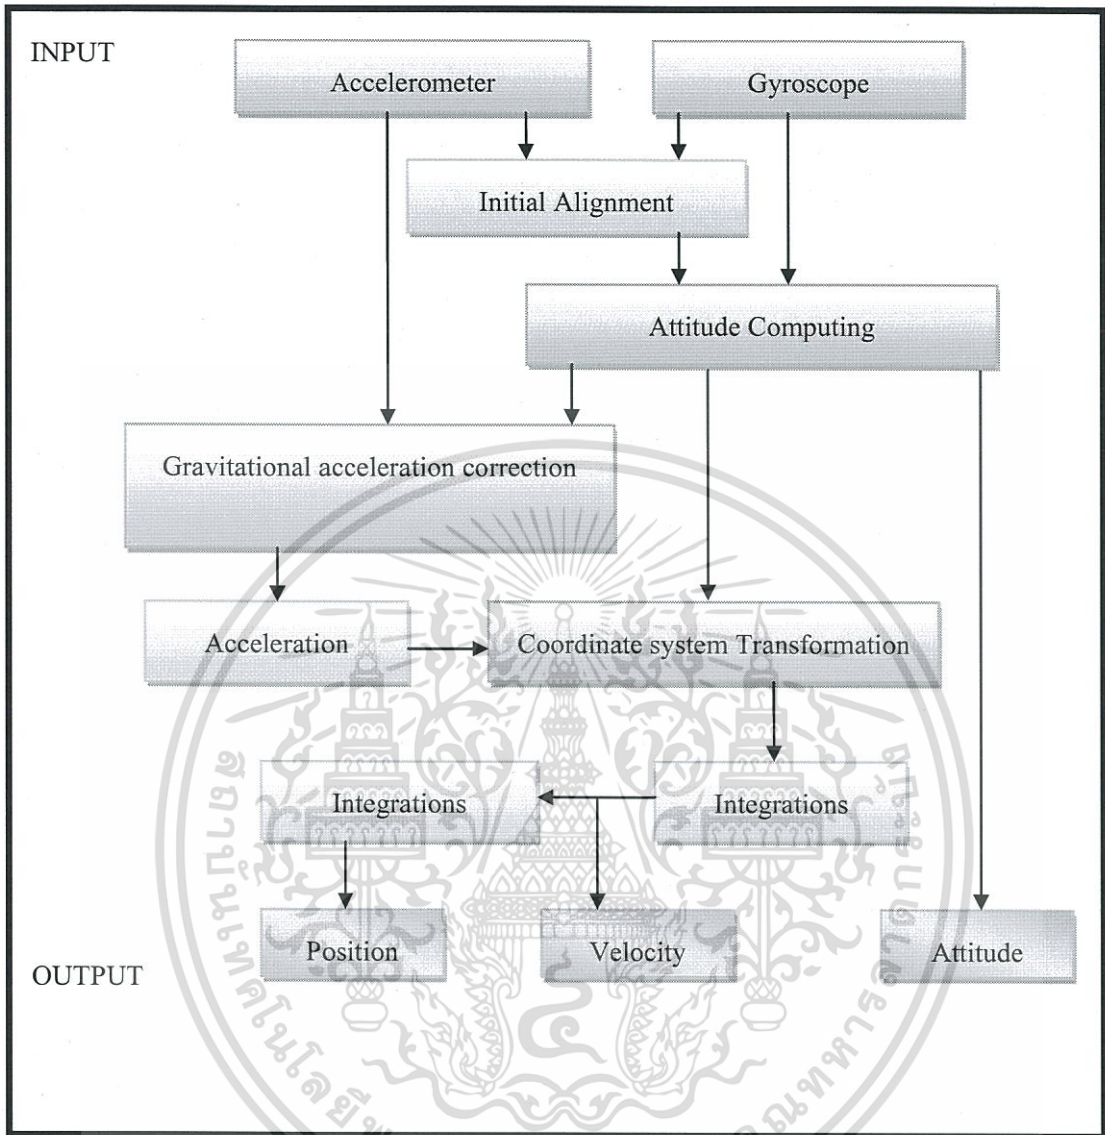 INPUT
Accelerometer
Gyroscope
Initial Alignment
Attitude Computing
Gravitational acceleration correction
Acceleration
Coordinate system Transformation
Integrations
Integrations
Position
Velocity
Attitude
OUTPUT